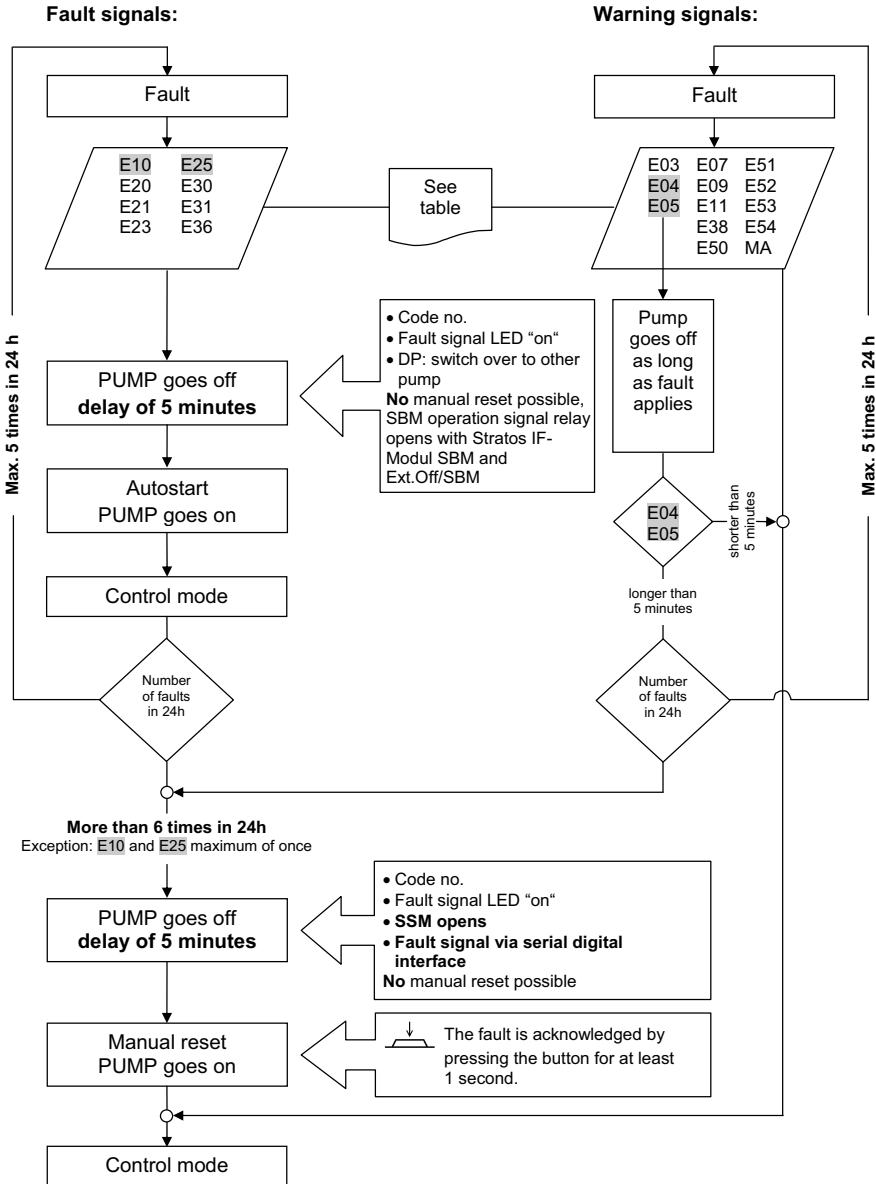 Fault signals:
Warning signals:
Fault
Fault
E10 E25
E20 E30
E21 E31
E23 E36
See
table
E03 E07 E51
E04 E09 E52
E05 E11 E53
E38 E54
E50 MA
Max. 5 times in 24 h
Max. 5 times in 24 h
• Code no.
• Fault signal LED "on"
• DP: switch over to other
pump
No manual reset possible,
SBM operation signal relay
opens with Stratos IF-
Modul SBM and
Ext.Off/SBM
Pump
goes off
as long
as fault
applies
PUMP goes off
delay of 5 minutes
Autostart
PUMP goes on
E04
E05
shorter than
5 minutes
Control mode
longer than
5 minutes
Number
of faults
in 24h
Number
of faults
in 24h
More than 6 times in 24h
Exception: E10 and E25 maximum of once
PUMP goes off
delay of 5 minutes
• Code no.
• Fault signal LED "on"
• SSM opens
• Fault signal via serial digital
interface
No manual reset possible
Manual reset
PUMP goes on
The fault is acknowledged by
pressing the button for at least
1 second.
Control mode